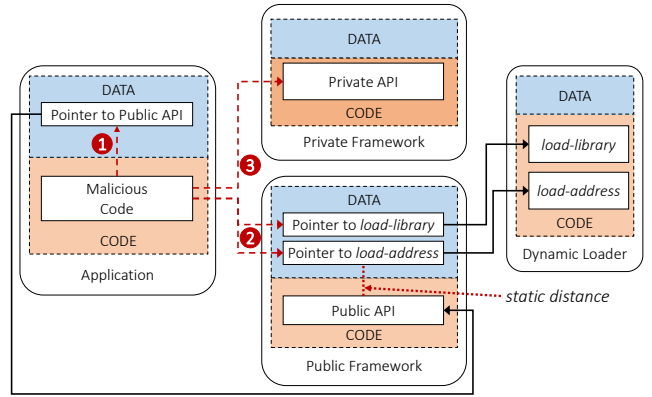 Application
DATA
Pointer to Public API
1
Malicious
Code
CODE
DATA
Private API
CODE
Private Framework
3
2
DATA
Pointer to load-library
Pointer to load-address
Public API
CODE
Public Framework
static distance
DATA
load-library
load-address
CODE
Dynamic Loader